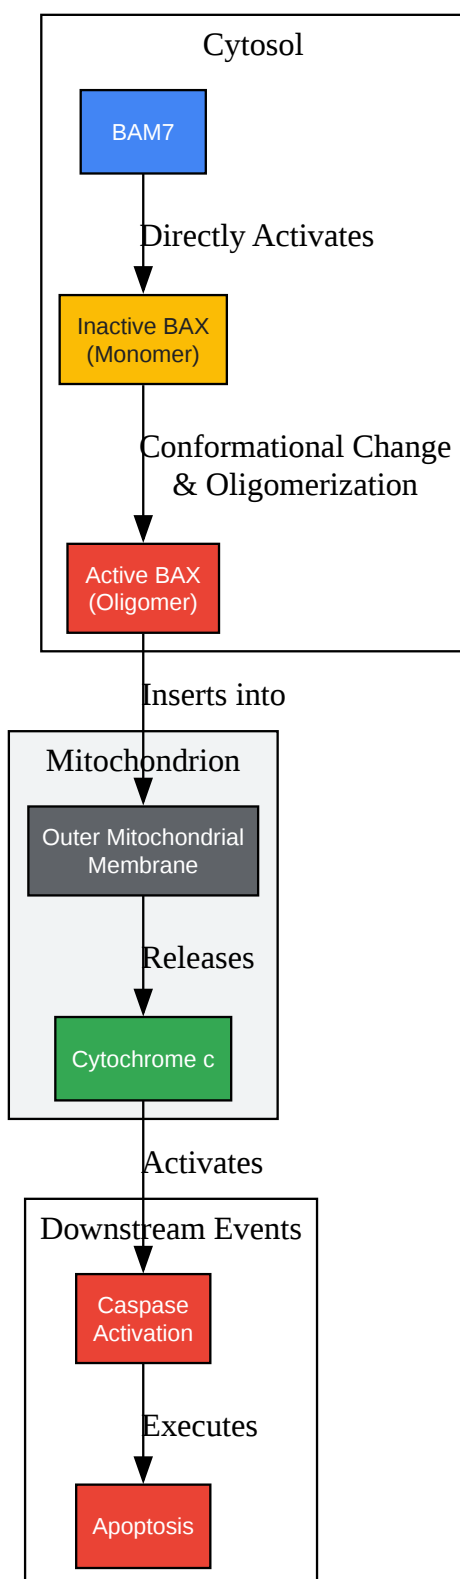 Cytosol
BAM7
Directly Activates
Inactive BAX
(Monomer)
Conformational Change
& Oligomerization
Active BAX
(Oligomer)
Inserts into
Mitochondrion
Outer Mitochondrial
Membrane
Releases
Cytochrome c
Activates
Downstream Events
Caspase
Activation
Executes
Apoptosis